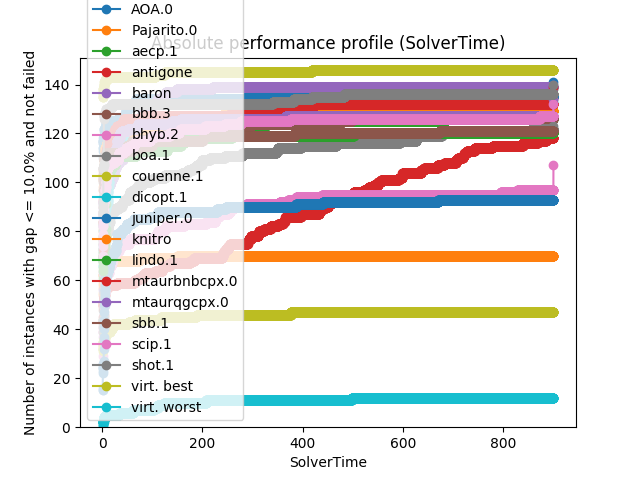 Absolute performance profile (SolverTime)
AOA.0
Pajarito.0
aecp.1
antigone
baron
bbb.3
bhyb.2
boa.1
couenne.1
dicopt.1
juniper.0
knitro
lindo.1
mtaurbnbcpx.0
mtaurqgcpx.0
sbb.1
scip.1
shot.1
virt. best
virt. worst
Number of instances with gap <= 10.0% and not failed
140
120
100
80
60
40
20
0
0 200 400 600 800
SolverTime